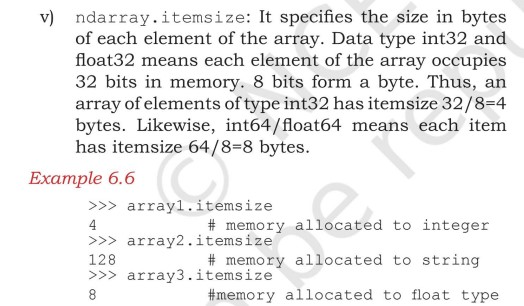 v) ndarray.itemsize: It specifies the size in bytes
of each element of the array. Data type int32 and
float32 means each element of the array occupies
32 bits in memory. 8 bits form a byte. Thus, an
array of elements of type int32 has itemsize 32/8=4
bytes. Likewise, int64/float64 means each item
has itemsize 64/8=8 bytes.
Example 6.6
>>> array1.itemsize
4 # memory allocated to integer
>>> array2.itemsize
128 # memory allocated to string
>>> array3.itemsize
8 #memory allocated to float type